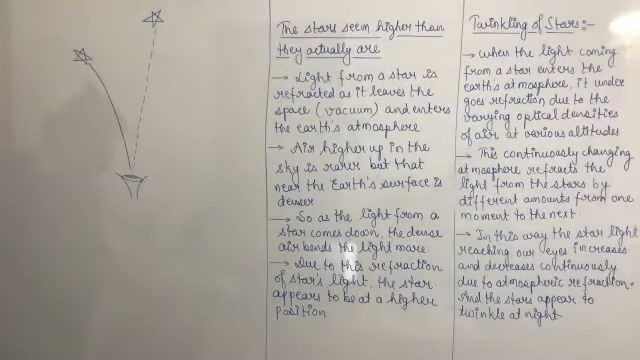 The stars seem higher than
they actually are
→ Light from a star is
refracted as it leaves the
space (vacuum) and enters
the earth's atmosphere
→ Air higher up in the
sky is rarer but that
near the Earth's surface is
denser
→ So as the light from a
star comes down, the dense
air bends the light more
→ Due to this refraction
of star's light, the star
appears to be at a higher
position
Twinkling of Stars:-
→ When the light coming
from a star enters the
earth's atmosphere, it under
goes refraction due to the
varying optical densities
of air at various altitudes
→ This continuously changing
atmosphere refracts the
light from the stars by
different amounts from one
moment to the next
→ In this way the star light
reaching our eyes increases
and decreases continuously
due to atmospheric refraction.
And the stars appear to
twinkle at night